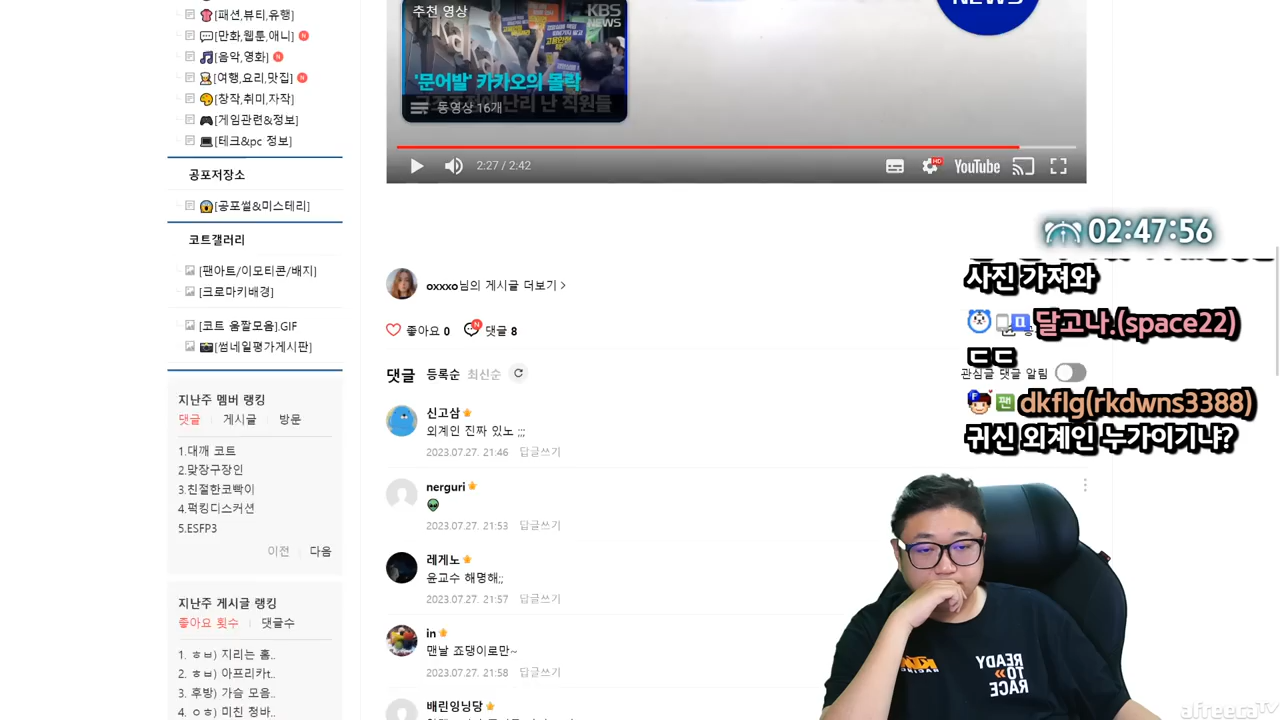 [패션,뷰티,유행]
[만화,웹툰,애니] N
[음악,영화] N
[여행,요리,맛집] N
[창작,취미,자작]
[게임관련&정보]
[테크&pc 정보]
공포저장소
[공포썰&미스테리]
코트갤러리
[팬아트/이모티콘/배지]
[크로마키배경]
[코트 움짤모음].GIF
[썸네일평가게시판]
지난주 멤버 랭킹
댓글 게시글 방문
1.대깨 코트
2.맞장구장인
3.친절한코빡이
4.퍽킹디스커션
5.ESFP3
이전 다음
지난주 게시글 랭킹
좋아요 횟수 댓글수
1. ㅎㅂ) 지리는 홈..
2. ㅎㅂ) 아프리카t..
3. 후방) 가슴 모음..
4. ㅇㅎ) 미친 청바..
추천 영상
KBS
NEWS
'문어발' 카카오의 몰락
동영상 16개
NEWS
2:27 / 2:42
HD
YouTube
oxxxo님의 게시글 더보기 >
좋아요 0 댓글 8
댓글 등록순 최신순
관심글 댓글 알림
신고삼
외계인 진짜 있노 ;;;
2023.07.27. 21:46 답글쓰기
nerguri
2023.07.27. 21:53 답글쓰기
레게노
윤교수 해명해;;
2023.07.27. 21:57 답글쓰기
in
맨날 죠댕이로만~
2023.07.27. 21:58 답글쓰기
배린잉닝당
02:47:56
사진 가져와
달고나.(space22)
ㄷㄷ
팬 dkflg(rkdwns3388)
귀신 외계인 누가이기냐?
KTM
RACING
READY
TO
RACE
afreecaTV